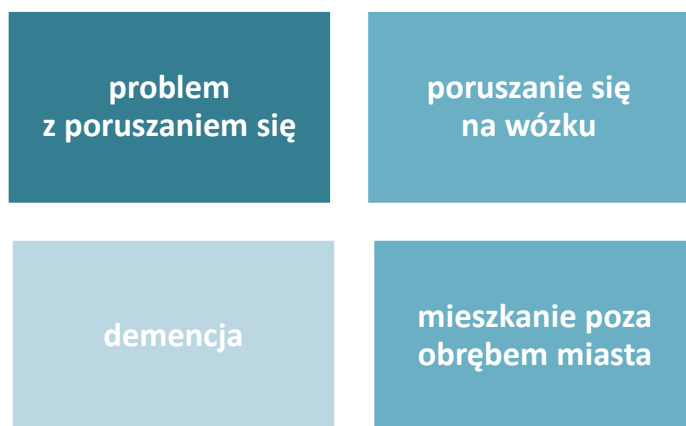 problem
z poruszaniem się
poruszanie się
na wózku
demencja
mieszkanie poza
obrębem miasta